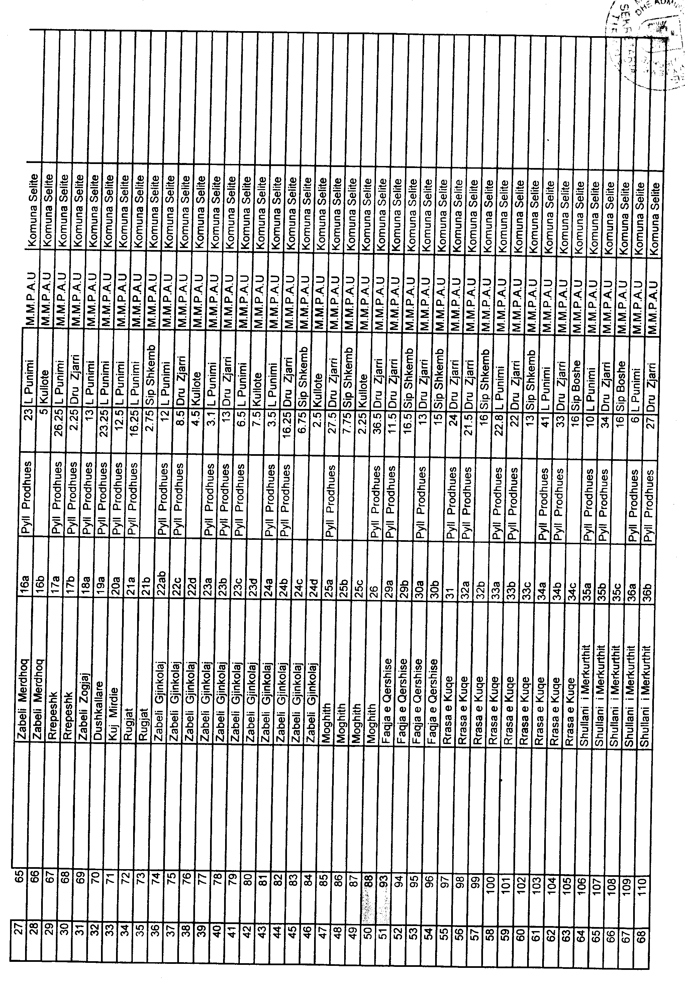 27 65 Zabeli Merdhoq 16a Pyll Prodhues 23 L Punimi M.M.P.A.U Komuna Selite
28 66 Zabeli Merdhoq 16b 5 Kullote M.M.P.A.U Komuna Selite
29 67 Rrepeshk 17a Pyll Prodhues 26.25 L Punimi M.M.P.A.U Komuna Selite
30 68 Rrepeshk 17b Pyll Prodhues 2.25 Dru Zjarri M.M.P.A.U Komuna Selite
31 69 Zabeli Zogjaj 18a Pyll Prodhues 13 L Punimi M.M.P.A.U Komuna Selite
32 70 Dushkallare 19a Pyll Prodhues 23.25 L Punimi M.M.P.A.U Komuna Selite
33 71 Kuj Mirdie 20a Pyll Prodhues 12.5 L Punimi M.M.P.A.U Komuna Selite
34 72 Rugjat 21a Pyll Prodhues 16.25 L Punimi M.M.P.A.U Komuna Selite
35 73 Rugjat 21b 2.75 Sip Shkemb M.M.P.A.U Komuna Selite
36 74 Zabeli Gjinkolaj 22ab Pyll Prodhues 12 L Punimi M.M.P.A.U Komuna Selite
37 75 Zabeli Gjinkolaj 22c Pyll Prodhues 8.5 Dru Zjarri M.M.P.A.U Komuna Selite
38 76 Zabeli Gjinkolaj 22d 4.5 Kullote M.M.P.A.U Komuna Selite
39 77 Zabeli Gjinkolaj 23a Pyll Prodhues 3.1 L Punimi M.M.P.A.U Komuna Selite
40 78 Zabeli Gjinkolaj 23b Pyll Prodhues 13 Dru Zjarri M.M.P.A.U Komuna Selite
41 79 Zabeli Gjinkolaj 23c Pyll Prodhues 6.5 L Punimi M.M.P.A.U Komuna Selite
42 80 Zabeli Gjinkolaj 23d 7.5 Kullote M.M.P.A.U Komuna Selite
43 81 Zabeli Gjinkolaj 24a Pyll Prodhues 3.5 L Punimi M.M.P.A.U Komuna Selite
44 82 Zabeli Gjinkolaj 24b Pyll Prodhues 16.25 Dru Zjarri M.M.P.A.U Komuna Selite
45 83 Zabeli Gjinkolaj 24c 6.75 Sip Shkemb M.M.P.A.U Komuna Selite
46 84 Zabeli Gjinkolaj 24d 2.5 Kullote M.M.P.A.U Komuna Selite
47 85 Moghith 25a Pyll Prodhues 27.5 Dru Zjarri M.M.P.A.U Komuna Selite
48 86 Moghith 25b 7.75 Sip Shkemb M.M.P.A.U Komuna Selite
49 87 Moghith 25c 2.25 Kullote M.M.P.A.U Komuna Selite
50 88 Moghith 26 Pyll Prodhues 36.5 Dru Zjarri M.M.P.A.U Komuna Selite
51 93 Faqja e Qershise 29a Pyll Prodhues 11.5 Dru Zjarri M.M.P.A.U Komuna Selite
52 94 Faqja e Qershise 29b 16.5 Sip Shkemb M.M.P.A.U Komuna Selite
53 95 Faqja e Qershise 30a Pyll Prodhues 13 Dru Zjarri M.M.P.A.U Komuna Selite
54 96 Faqja e Qershise 30b 15 Sip Shkemb M.M.P.A.U Komuna Selite
55 97 Rrasa e Kuqe 31 Pyll Prodhues 24 Dru Zjarri M.M.P.A.U Komuna Selite
56 98 Rrasa e Kuqe 32a Pyll Prodhues 21.5 Dru Zjarri M.M.P.A.U Komuna Selite
57 99 Rrasa e Kuqe 32b 16 Sip Shkemb M.M.P.A.U Komuna Selite
58 100 Rrasa e Kuqe 33a Pyll Prodhues 22.8 L Punimi M.M.P.A.U Komuna Selite
59 101 Rrasa e Kuqe 33b Pyll Prodhues 22 Dru Zjarri M.M.P.A.U Komuna Selite
60 102 Rrasa e Kuqe 33c 13 Sip Shkemb M.M.P.A.U Komuna Selite
61 103 Rrasa e Kuqe 34a Pyll Prodhues 41 L Punimi M.M.P.A.U Komuna Selite
62 104 Rrasa e Kuqe 34b Pyll Prodhues 33 Dru Zjarri M.M.P.A.U Komuna Selite
63 105 Rrasa e Kuqe 34c 16 Sip Boshe M.M.P.A.U Komuna Selite
64 106 Shullani i Merkurthit 35a Pyll Prodhues 10 L Punimi M.M.P.A.U Komuna Selite
65 107 Shullani i Merkurthit 35b Pyll Prodhues 34 Dru Zjarri M.M.P.A.U Komuna Selite
66 108 Shullani i Merkurthit 35c 16 Sip Boshe M.M.P.A.U Komuna Selite
67 109 Shullani i Merkurthit 36a Pyll Prodhues 6 L Punimi M.M.P.A.U Komuna Selite
68 110 Shullani i Merkurthit 36b Pyll Prodhues 27 Dru Zjarri M.M.P.A.U Komuna Selite
DHE